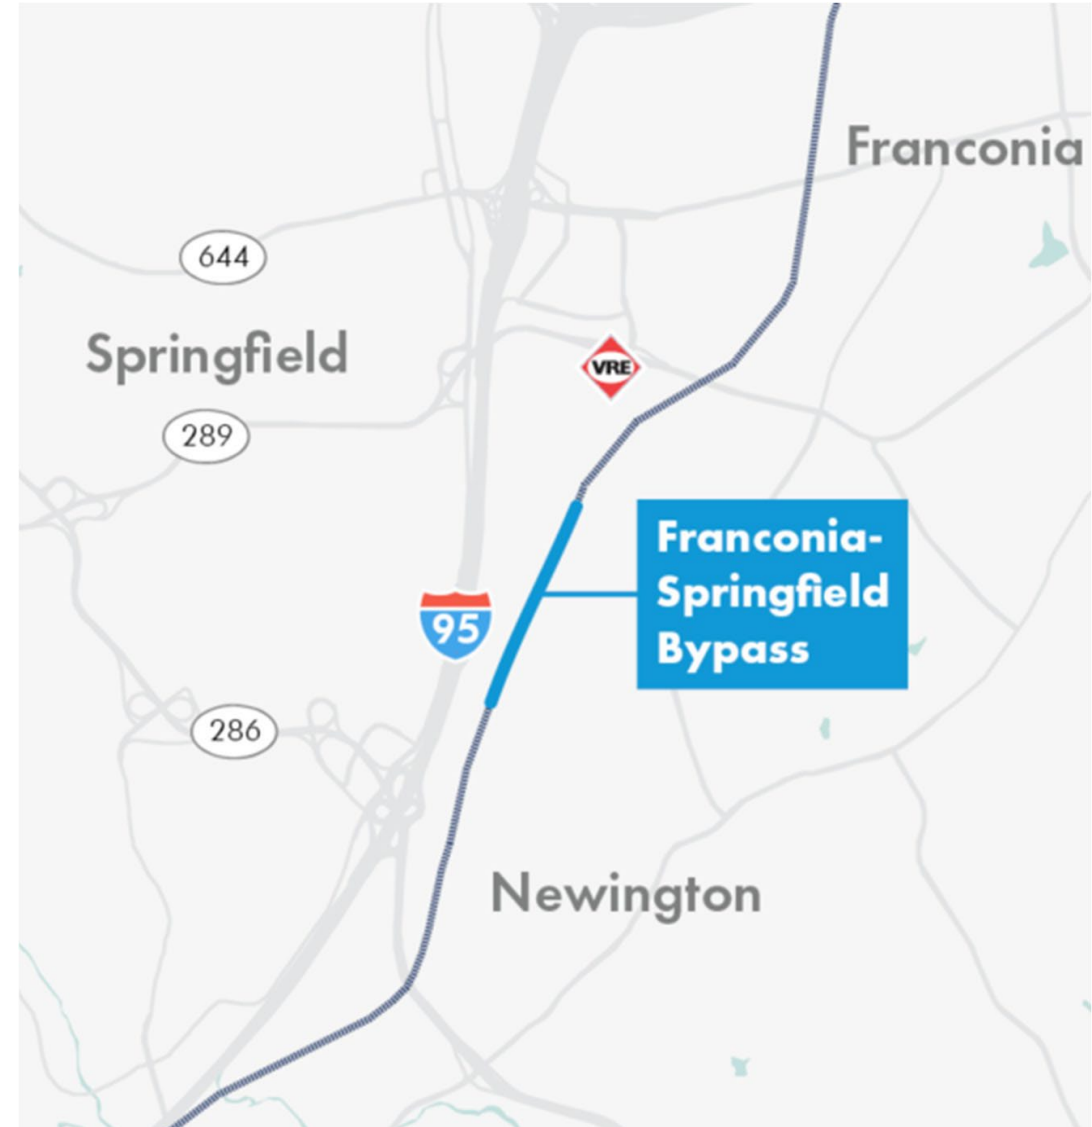 Franconia
644
Springfield
VRE
289
Franconia-
Springfield
Bypass
95
286
Newington